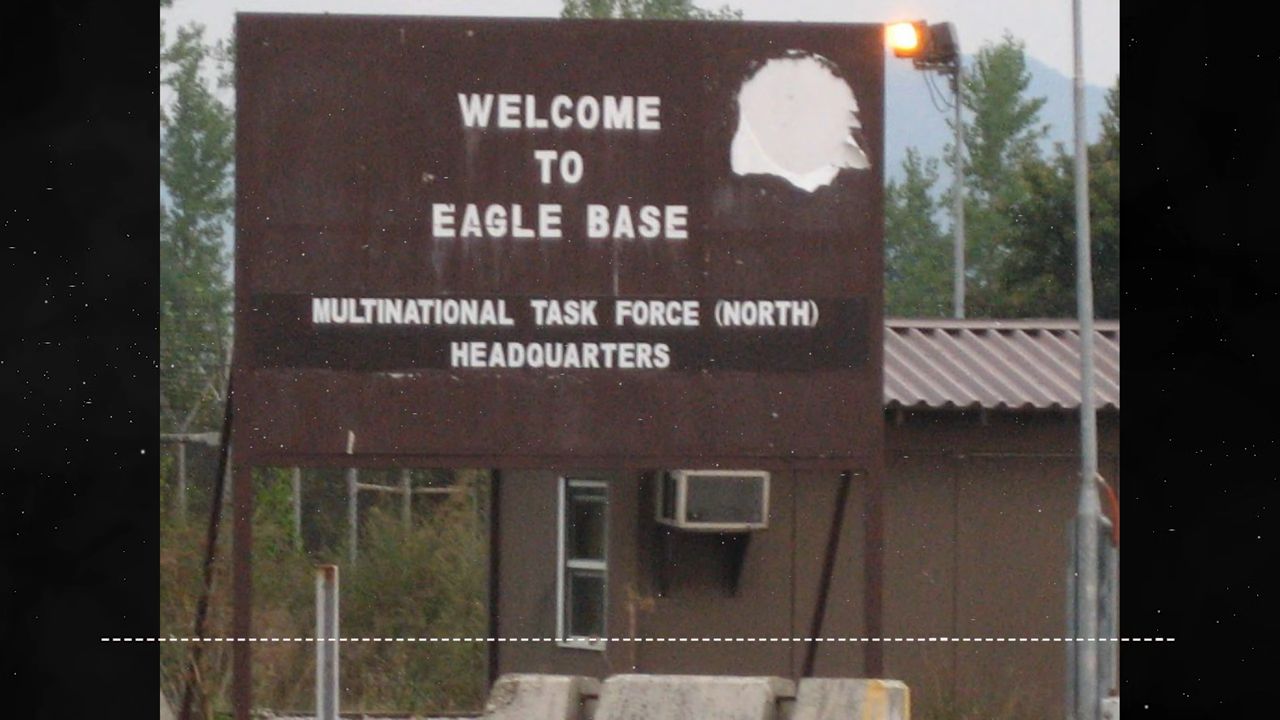 WELCOME
TO
EAGLE BASE
MULTINATIONAL TASK FORCE (NORTH)
HEADQUARTERS